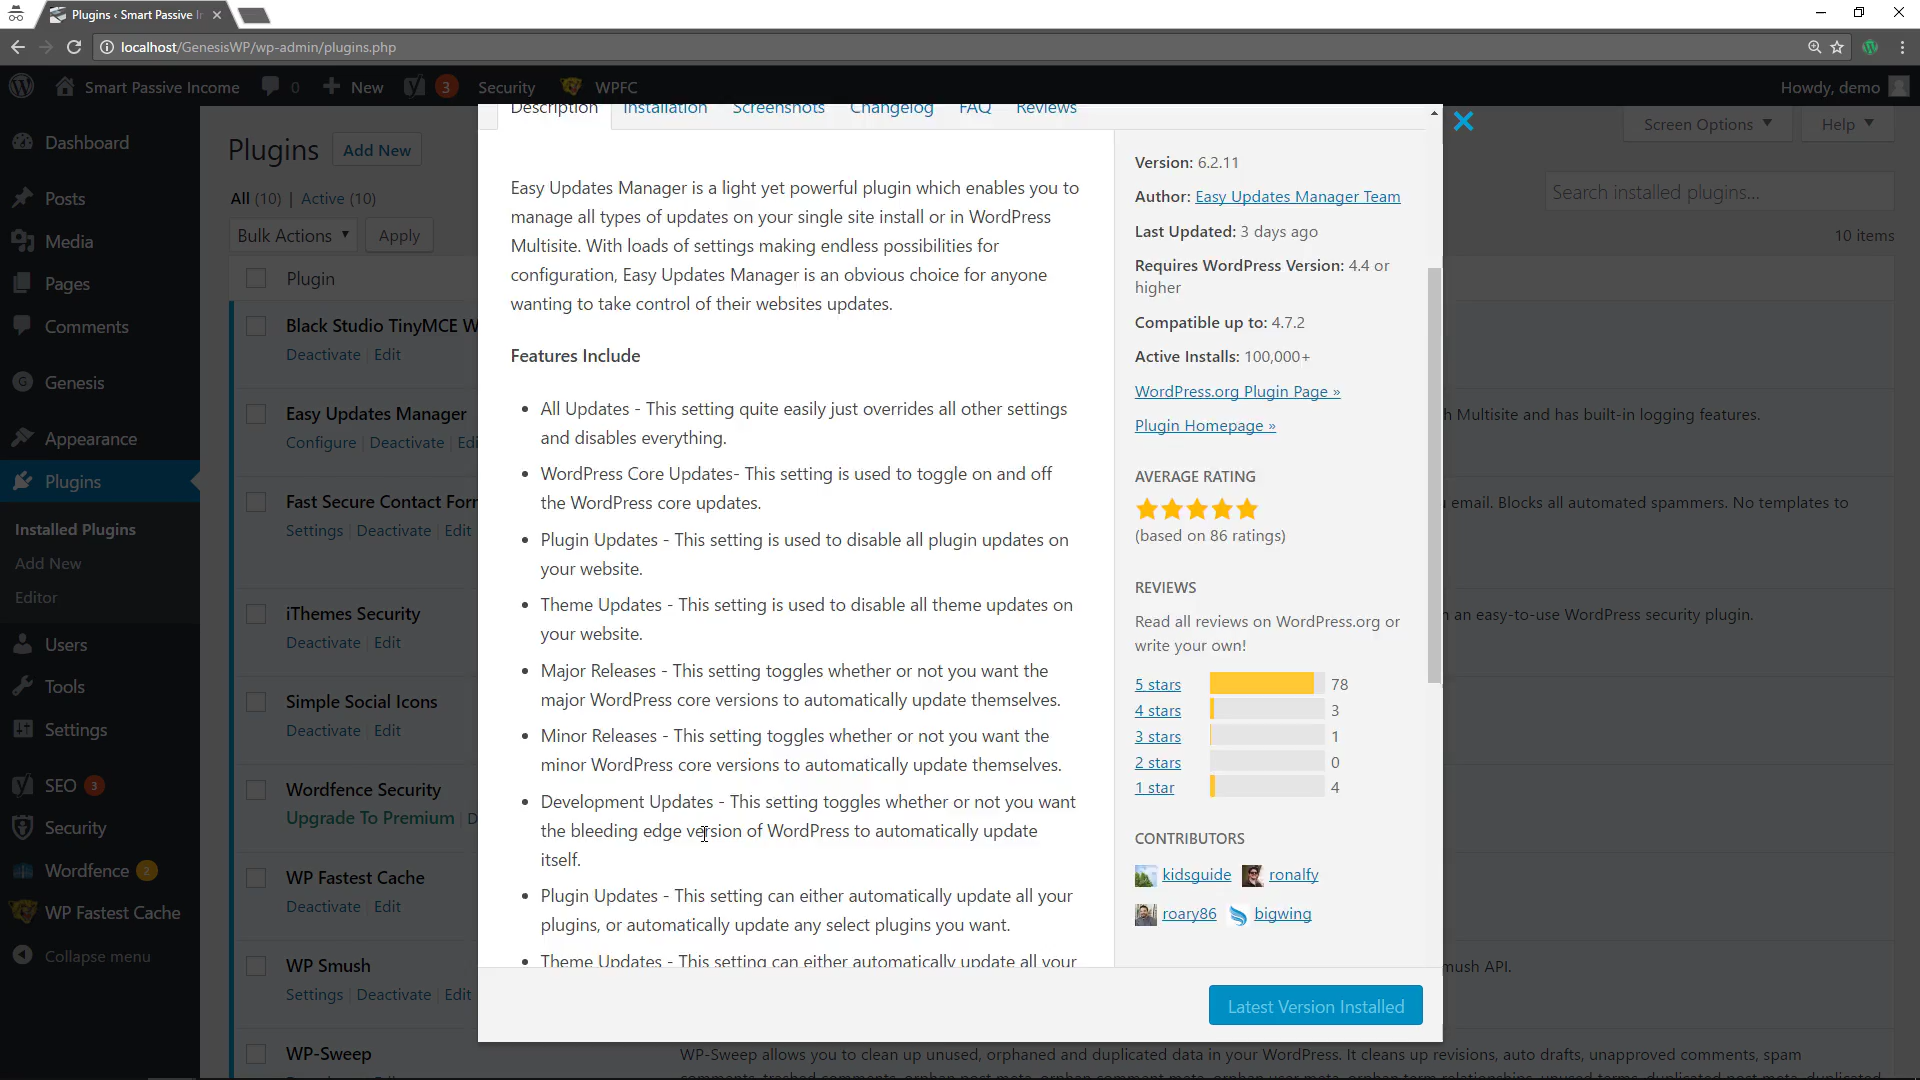 Plugins ‹ Smart Passive I
localhost/GenesisWP/wp-admin/plugins.php
Smart Passive Income 0 New 3 Security WPFC Howdy, demo
Dashboard
Posts
Media
Pages
Comments
Genesis
Appearance
Plugins
Installed Plugins
Add New
Editor
Users
Tools
Settings
SEO 3
Security
Wordfence 2
WP Fastest Cache
Collapse menu
Plugins Add New
Screen Options Help
All (10) | Active (10)
Search installed plugins...
Bulk Actions Apply
10 items
Plugin
Black Studio TinyMCE W
Deactivate | Edit
Easy Updates Manager
Configure | Deactivate | Edi
Multisite and has built-in logging features.
Fast Secure Contact For
Settings | Deactivate | Edit
email. Blocks all automated spammers. No templates to
iThemes Security
Deactivate | Edit
an easy-to-use WordPress security plugin.
Simple Social Icons
Deactivate | Edit
Wordfence Security
Upgrade To Premium | D
WP Fastest Cache
Deactivate | Edit
WP Smush
Settings | Deactivate | Edit
mush API.
WP-Sweep
WP-Sweep allows you to clean up unused, orphaned and duplicated data in your WordPress. It cleans up revisions, auto drafts, unapproved comments, spam
comments, trashed comments, orphan post meta, orphan comment meta, orphan user meta, orphan term relationships, unused terms, duplicated post meta, duplicated
Description Installation Screenshots Changelog FAQ Reviews
Easy Updates Manager is a light yet powerful plugin which enables you to
manage all types of updates on your single site install or in WordPress
Multisite. With loads of settings making endless possibilities for
configuration, Easy Updates Manager is an obvious choice for anyone
wanting to take control of their websites updates.
Features Include
• All Updates - This setting quite easily just overrides all other settings
and disables everything.
• WordPress Core Updates- This setting is used to toggle on and off
the WordPress core updates.
• Plugin Updates - This setting is used to disable all plugin updates on
your website.
• Theme Updates - This setting is used to disable all theme updates on
your website.
• Major Releases - This setting toggles whether or not you want the
major WordPress core versions to automatically update themselves.
• Minor Releases - This setting toggles whether or not you want the
minor WordPress core versions to automatically update themselves.
• Development Updates - This setting toggles whether or not you want
the bleeding edge version of WordPress to automatically update
itself.
• Plugin Updates - This setting can either automatically update all your
plugins, or automatically update any select plugins you want.
• Theme Updates - This setting can either automatically update all your
Version: 6.2.11
Author: Easy Updates Manager Team
Last Updated: 3 days ago
Requires WordPress Version: 4.4 or
higher
Compatible up to: 4.7.2
Active Installs: 100,000+
WordPress.org Plugin Page »
Plugin Homepage »
AVERAGE RATING
(based on 86 ratings)
REVIEWS
Read all reviews on WordPress.org or
write your own!
5 stars 78
4 stars 3
3 stars 1
2 stars 0
1 star 4
CONTRIBUTORS
kidsguide ronalfy
roary86 bigwing
Latest Version Installed